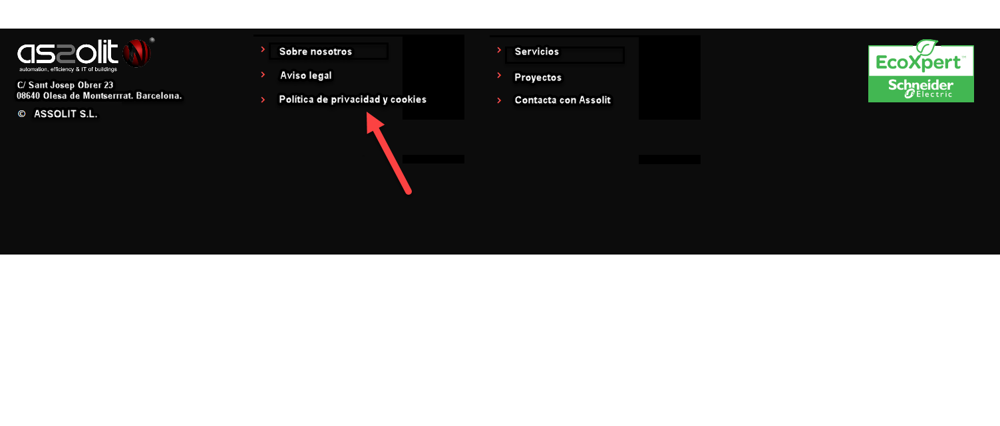 assolit
automation, efficiency & IT of buildings
C/ Sant Josep Obrer 23
08640 Olesa de Montserrrat. Barcelona.
© ASSOLIT S.L.
Sobre nosotros
Aviso legal
Política de privacidad y cookies
Servicios
Proyectos
Contacta con Assolit
EcoXpert™
Schneider
Electric